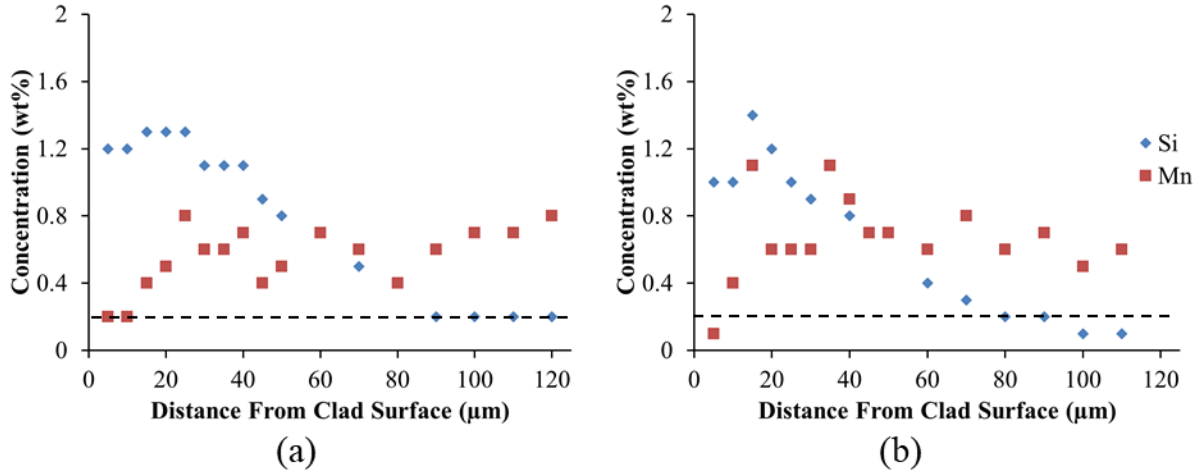 2
1.6
1.2
0.8
0.4
0
0 20 40 60 80 100 120
Concentration (wt%)
Distance From Clad Surface (µm)
(a)
2
1.6
1.2
0.8
0.4
0
0 20 40 60 80 100 120
Concentration (wt%)
Distance From Clad Surface (µm)
(b)
Si
Mn